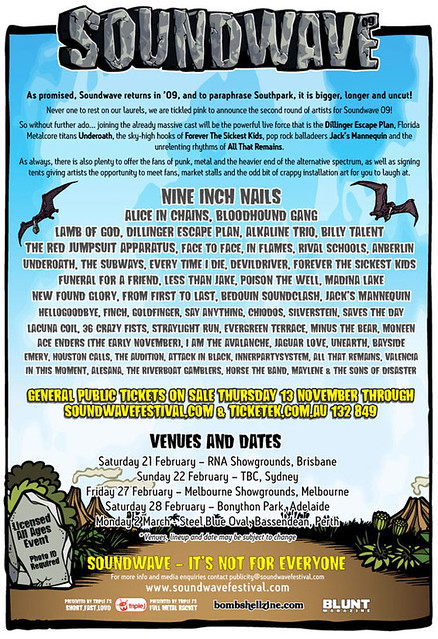 SOUNDWAVE 09
As promised, Soundwave returns in '09, and to paraphrase Southpark, it is bigger, longer and uncut!
Never one to rest on our laurels, we are tickled pink to announce the second round of artists for Soundwave 09!
So without further ado... joining the already massive cast will be the powerful live force that is the Dillinger Escape Plan, Florida
Metalcore titans Underoath, the sky-high hooks of Forever The Sickest Kids, pop rock balladeers Jack's Mannequin and the
unrelenting rhythms of All That Remains.
As always, there is also plenty to offer the fans of punk, metal and the heavier end of the alternative spectrum, as well as signing
tents giving artists the opportunity to meet fans, market stalls and the odd bit of crappy installation art for you to laugh at.
NINE INCH NAILS
ALICE IN CHAINS, BLOODHOUND GANG
LAMB OF GOD, DILLINGER ESCAPE PLAN, ALKALINE TRIO, BILLY TALENT
THE RED JUMPSUIT APPARATUS, FACE TO FACE, IN FLAMES, RIVAL SCHOOLS, ANBERLIN
UNDEROATH, THE SUBWAYS, EVERY TIME I DIE, DEVILDRIVER, FOREVER THE SICKEST KIDS
FUNERAL FOR A FRIEND, LESS THAN JAKE, POISON THE WELL, MADINA LAKE
NEW FOUND GLORY, FROM FIRST TO LAST, BEDOUIN SOUNDCLASH, JACK'S MANNEQUIN
HELLOGOODBYE, FINCH, GOLDFINGER, SAY ANYTHING, CHIODOS, SILVERSTEIN, SAVES THE DAY
LACUNA COIL, 36 CRAZY FISTS, STRAYLIGHT RUN, EVERGREEN TERRACE, MINUS THE BEAR, MONEEN
ACE ENDERS (THE EARLY NOVEMBER), I AM THE AVALANCHE, JAGUAR LOVE, UNEARTH, BAYSIDE
EMERY, HOUSTON CALLS, THE AUDITION, ATTACK IN BLACK, INNERPARTYSYSTEM, ALL THAT REMAINS, VALENCIA
IN THIS MOMENT, ALESANA, THE RIVERBOAT GAMBLERS, HORSE THE BAND, MAYLENE & THE SONS OF DISASTER
GENERAL PUBLIC TICKETS ON SALE THURSDAY 13 NOVEMBER THROUGH
SOUNDWAVEFESTIVAL.COM & TICKETEK.COM.AU 132 849
VENUES AND DATES
Saturday 21 February – RNA Showgrounds, Brisbane
Sunday 22 February – TBC, Sydney
Friday 27 February – Melbourne Showgrounds, Melbourne
Saturday 28 February – Bonython Park, Adelaide
Monday 2 March – Steel Blue Oval, Bassendean, Perth
* Venues, lineup and date may be subject to change
Licensed
All Ages
Event
Photo ID
Required
SOUNDWAVE – IT'S NOT FOR EVERYONE
For more info and media enquiries contact publicity@soundwavefestival.com
www.soundwavefestival.com
PRESENTED BY TRIPLE J'S
SHORT.FAST.LOUD
triple j
PRESENTED BY TRIPLE J'S
FULL METAL RACKET
bombshellzine.com
BLUNT
MAGAZINE